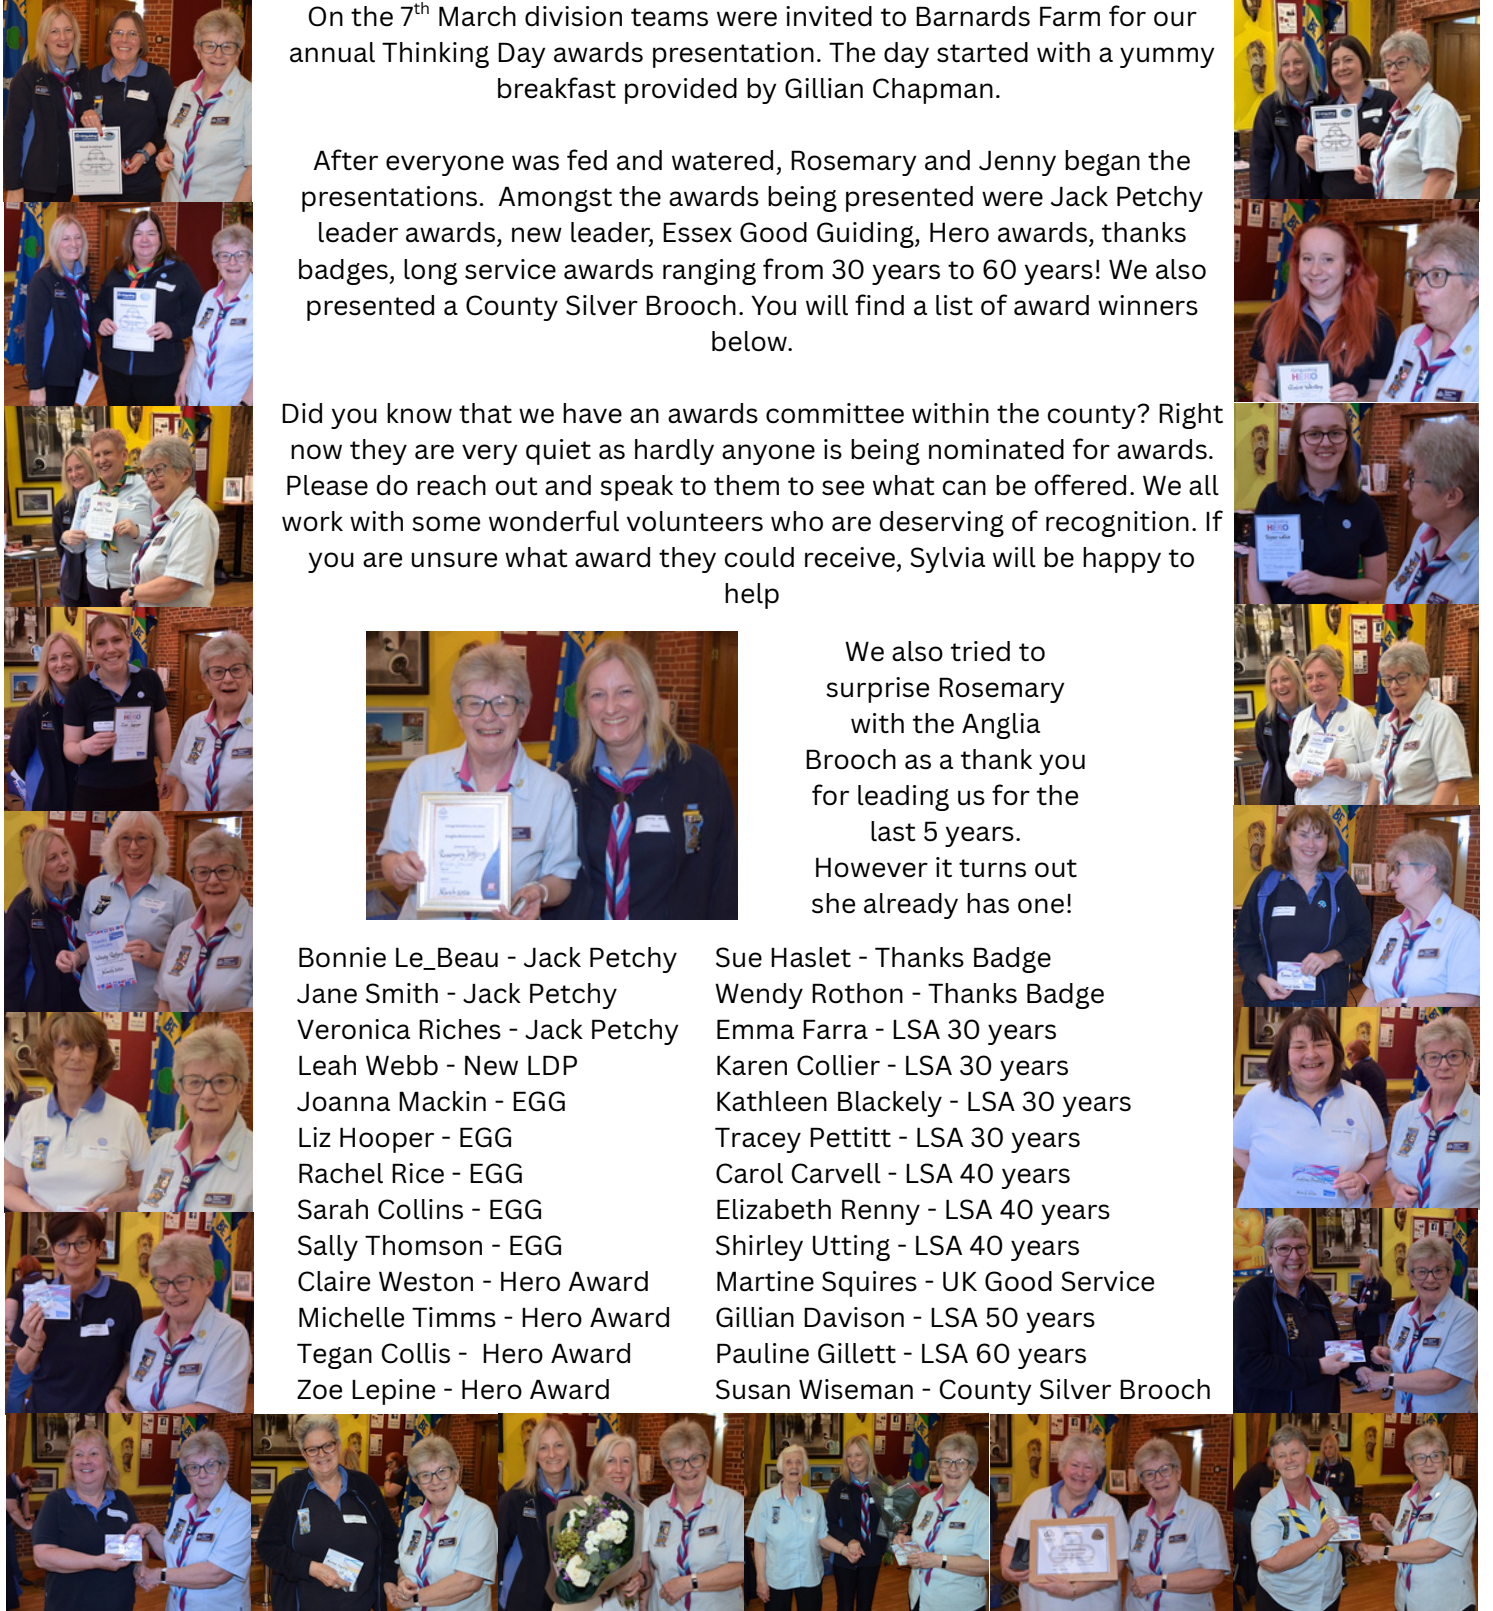 On the 7th March division teams were invited to Barnards Farm for our
annual Thinking Day awards presentation. The day started with a yummy
breakfast provided by Gillian Chapman.
After everyone was fed and watered, Rosemary and Jenny began the
presentations.  Amongst the awards being presented were Jack Petchy
leader awards, new leader, Essex Good Guiding, Hero awards, thanks
badges, long service awards ranging from 30 years to 60 years! We also
presented a County Silver Brooch. You will find a list of award winners
below.
Did you know that we have an awards committee within the county? Right
now they are very quiet as hardly anyone is being nominated for awards.
Please do reach out and speak to them to see what can be offered. We all
work with some wonderful volunteers who are deserving of recognition. If
you are unsure what award they could receive, Sylvia will be happy to
help
We also tried to
surprise Rosemary
with the Anglia
Brooch as a thank you
for leading us for the
last 5 years.
However it turns out
she already has one!
Bonnie Le_Beau - Jack Petchy
Jane Smith - Jack Petchy
Veronica Riches - Jack Petchy
Leah Webb - New LDP
Joanna Mackin - EGG
Liz Hooper - EGG
Rachel Rice - EGG
Sarah Collins - EGG
Sally Thomson - EGG
Claire Weston - Hero Award
Michelle Timms - Hero Award
Tegan Collis -  Hero Award
Zoe Lepine - Hero Award
Sue Haslet - Thanks Badge
Wendy Rothon - Thanks Badge
Emma Farra - LSA 30 years
Karen Collier - LSA 30 years
Kathleen Blackely - LSA 30 years
Tracey Pettitt - LSA 30 years
Carol Carvell - LSA 40 years
Elizabeth Renny - LSA 40 years
Shirley Utting - LSA 40 years
Martine Squires - UK Good Service
Gillian Davison - LSA 50 years
Pauline Gillett - LSA 60 years
Susan Wiseman - County Silver Brooch
HERO
HERO
HERO